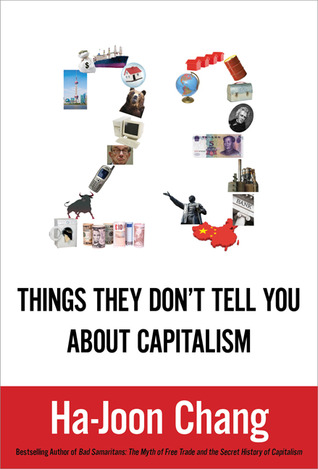 23
THINGS THEY DON'T TELL YOU
ABOUT CAPITALISM
Ha-Joon Chang
Bestselling Author of Bad Samaritans: The Myth of Free Trade and the Secret History of Capitalism